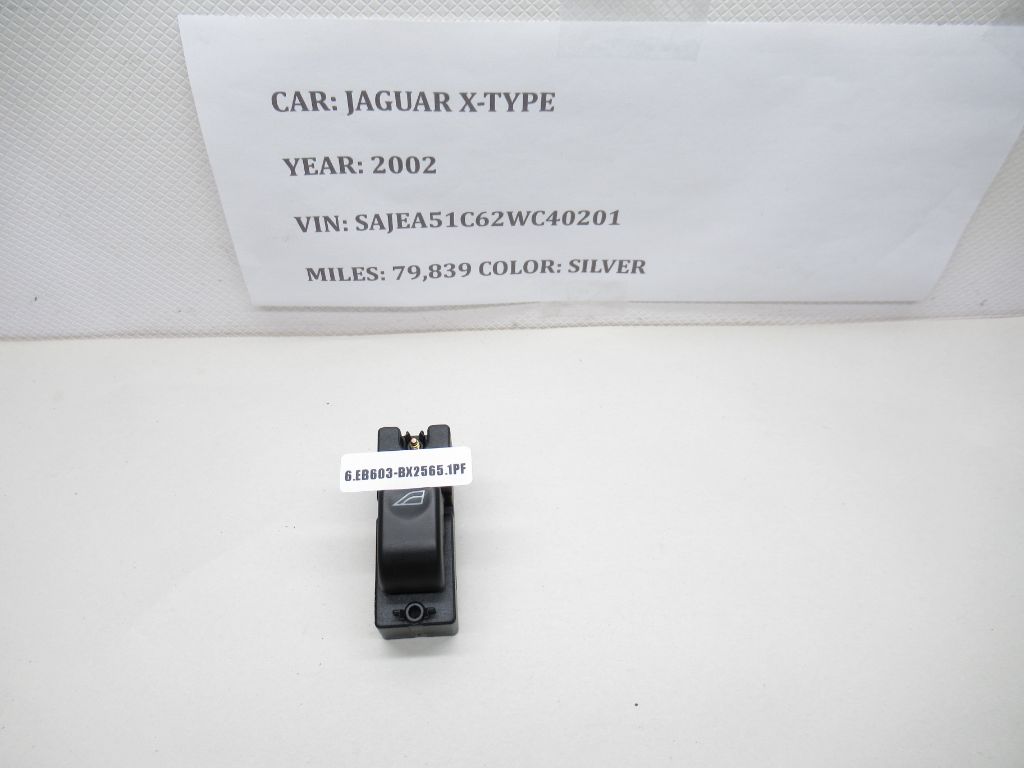 CAR: JAGUAR X-TYPE
YEAR: 2002
VIN: SAJEA51C62WC40201
MILES: 79,839 COLOR: SILVER
6.EB603-BX2565.1PF